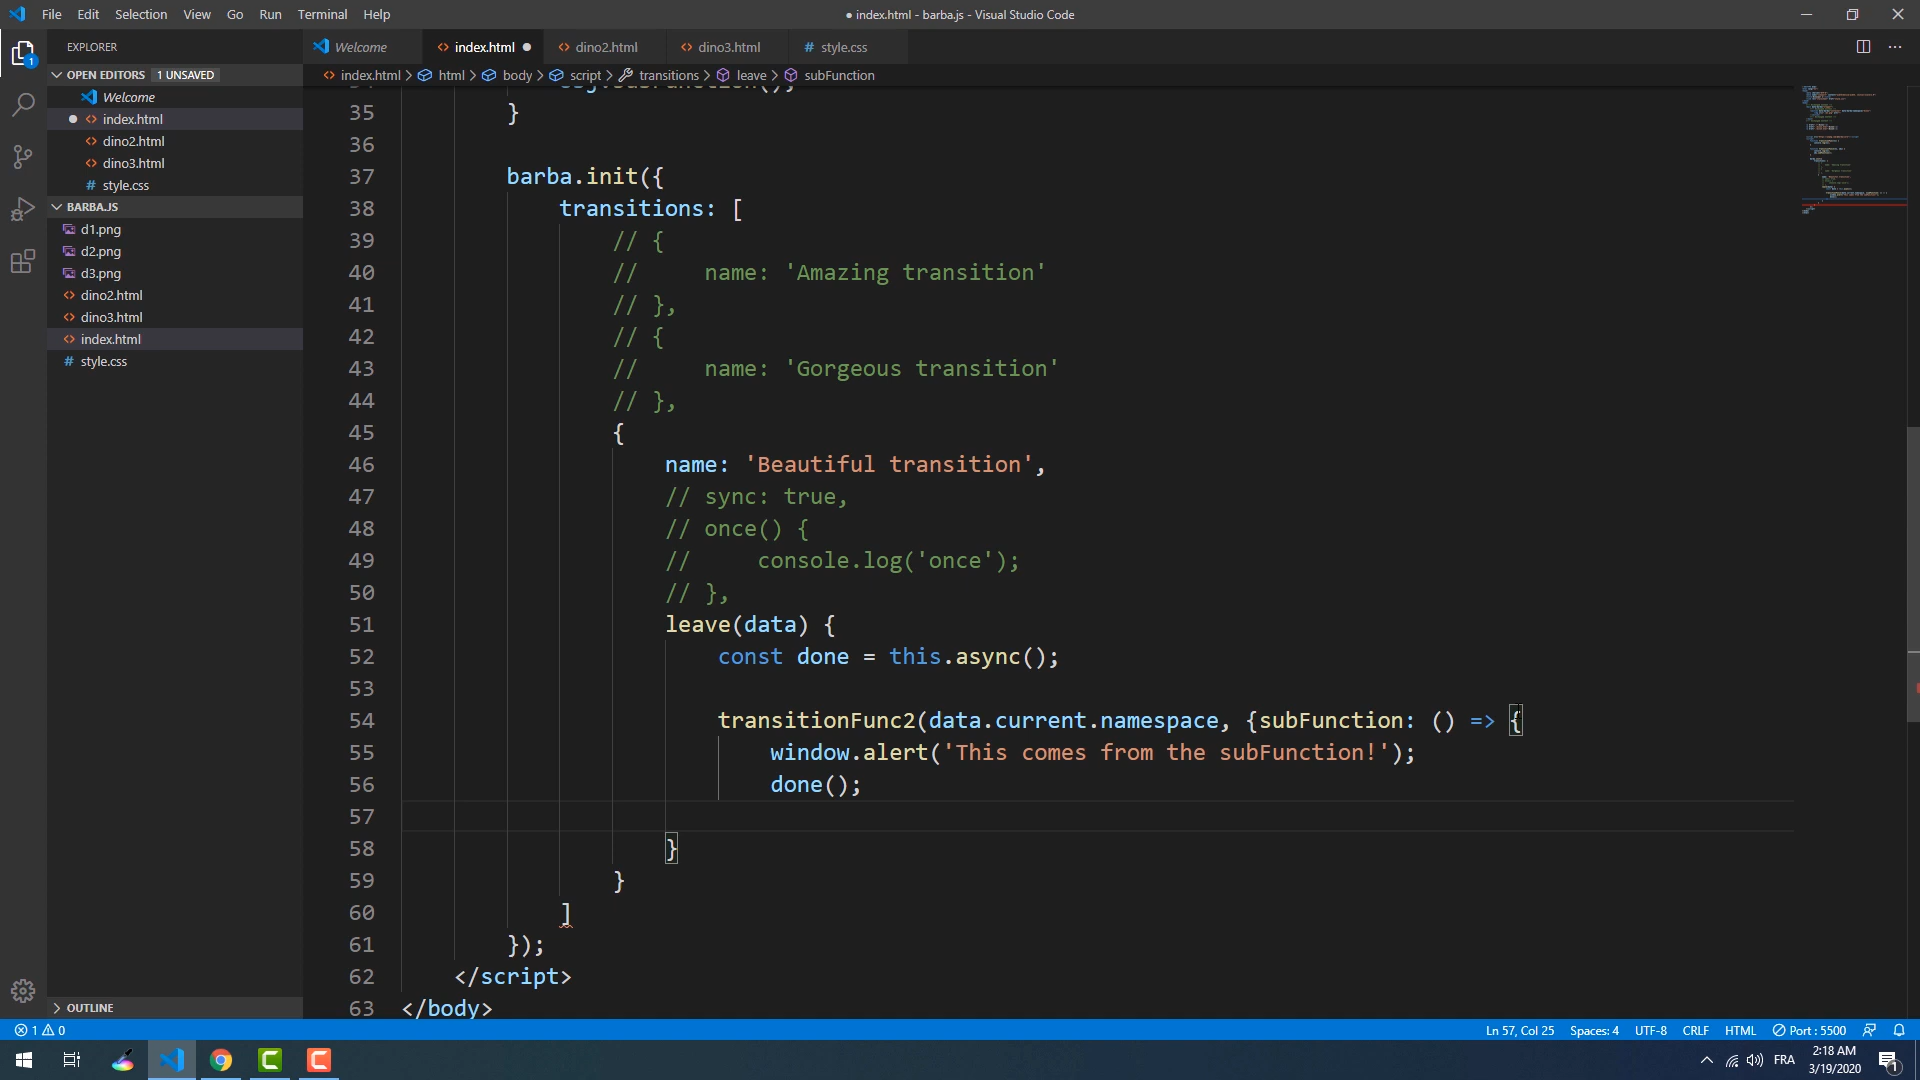 File Edit Selection View Go Run Terminal Help
● index.html - barba.js - Visual Studio Code
EXPLORER
Welcome
index.html
dino2.html
dino3.html
# style.css
OPEN EDITORS 1 UNSAVED
Welcome
index.html
dino2.html
dino3.html
# style.css
BARBA.JS
d1.png
d2.png
d3.png
dino2.html
dino3.html
index.html
# style.css
OUTLINE
index.html > html > body > script > transitions > leave > subFunction
35 }
36
37 barba.init({
38 transitions: [
39 // {
40 // name: 'Amazing transition'
41 // },
42 // {
43 // name: 'Gorgeous transition'
44 // },
45 {
46 name: 'Beautiful transition',
47 // sync: true,
48 // once() {
49 // console.log('once');
50 // },
51 leave(data) {
52 const done = this.async();
53
54 transitionFunc2(data.current.namespace, {subFunction: () => {
55 window.alert('This comes from the subFunction!');
56 done();
57
58 }
59 }
60 ]
61 });
62 </script>
63 </body>
1 0
Ln 57, Col 25 Spaces: 4 UTF-8 CRLF HTML Port : 5500
FRA
2:18 AM
3/19/2020
1